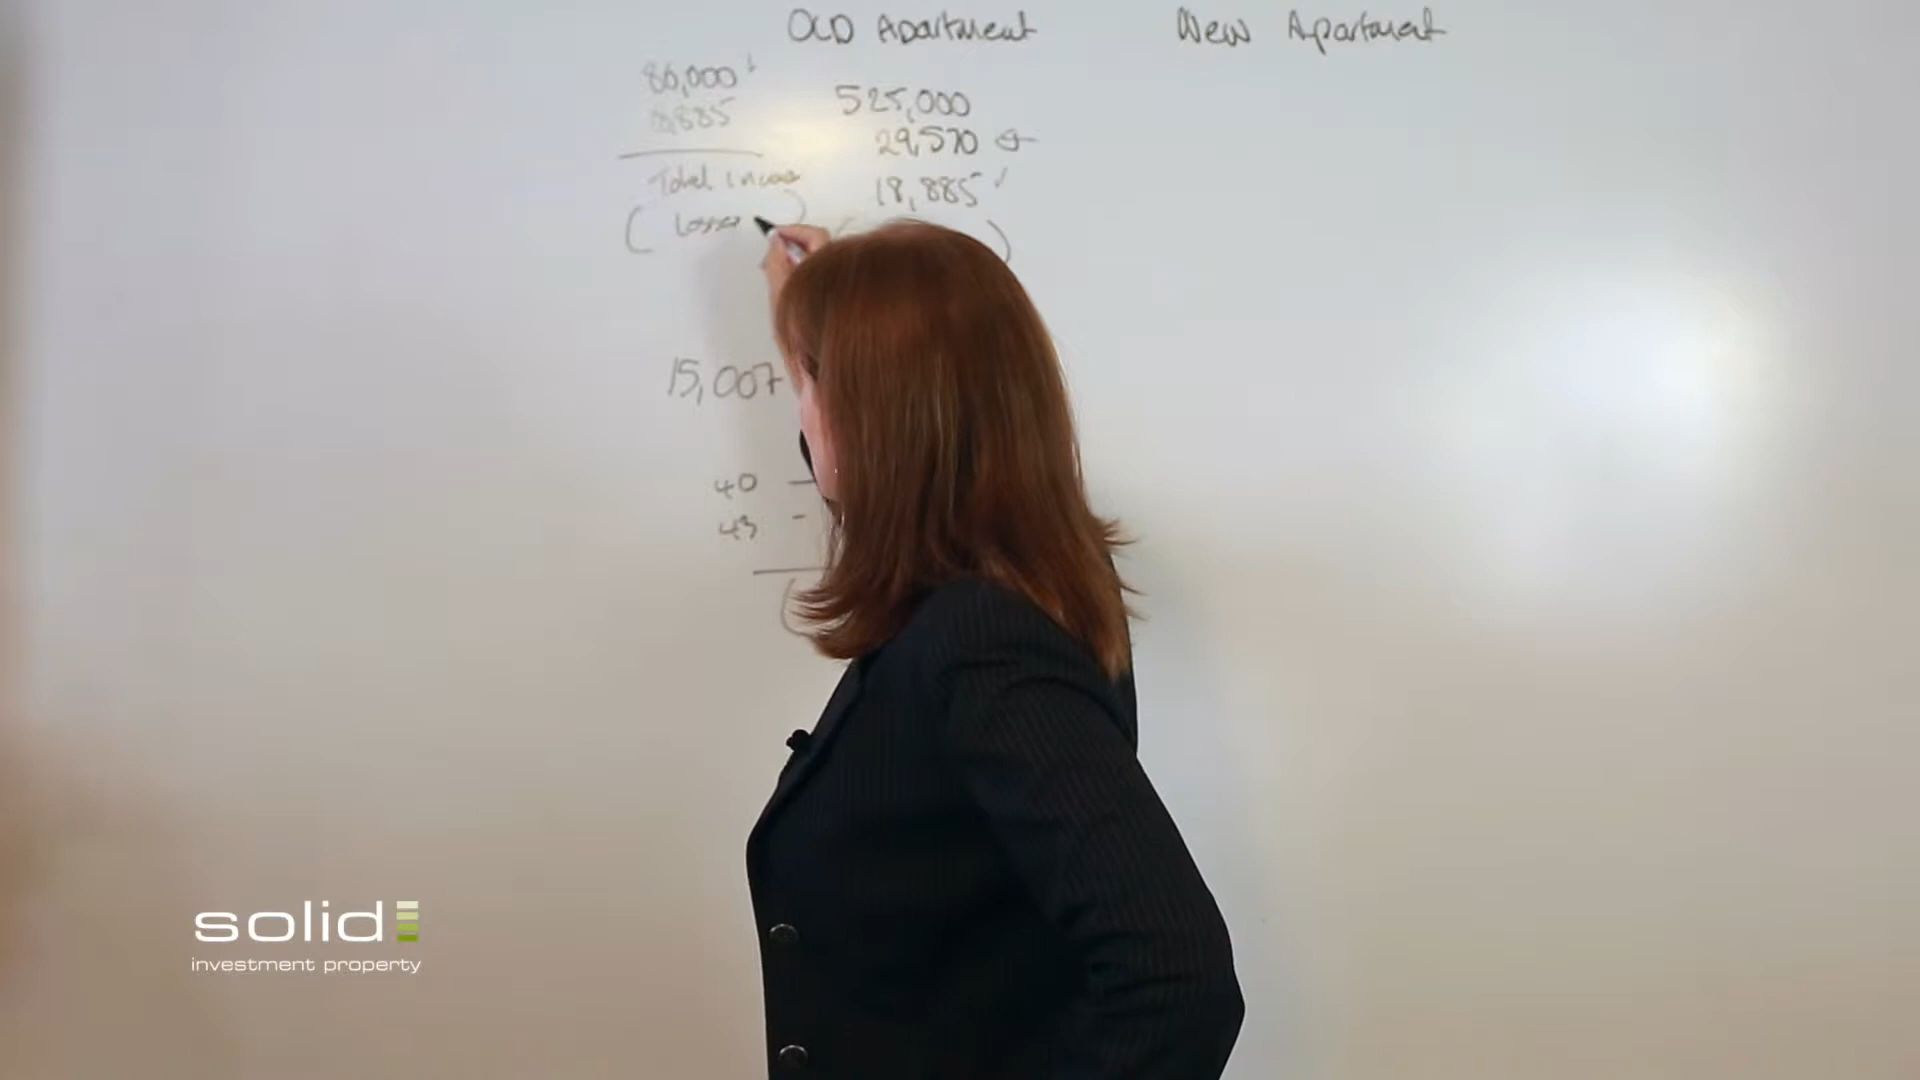 OLD Apartment New Apartment
80,000
525,000
18,885
29,570
Total income
18,885
( Losses )
15,007
40 -
43 -
solid
investment property